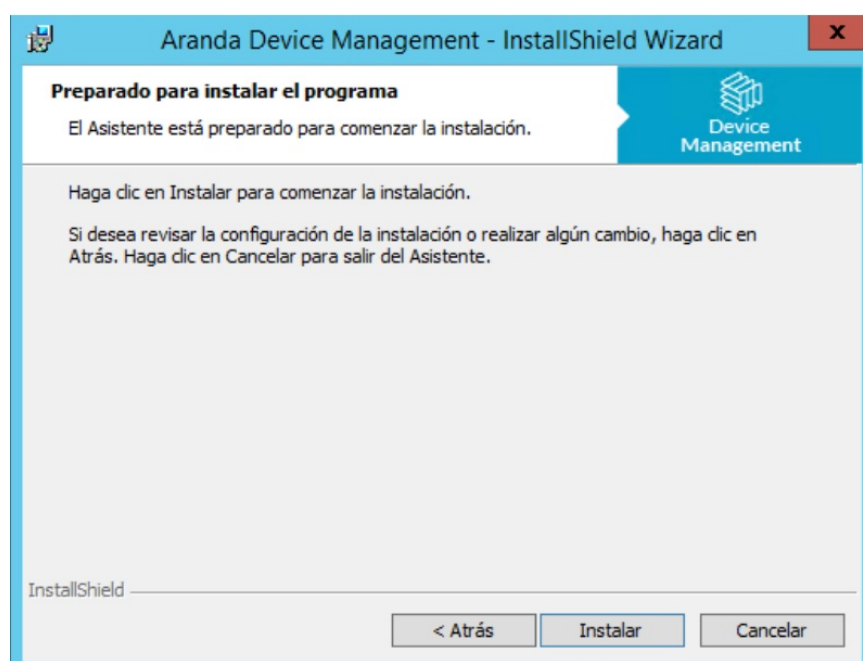 Aranda Device Management - InstallShield Wizard
x
Preparado para instalar el programa
El Asistente está preparado para comenzar la instalación.
Device
Management
Haga clic en Instalar para comenzar la instalación.
Si desea revisar la configuración de la instalación o realizar algún cambio, haga clic en
Atrás. Haga clic en Cancelar para salir del Asistente.
InstallShield
< Atrás
Instalar
Cancelar